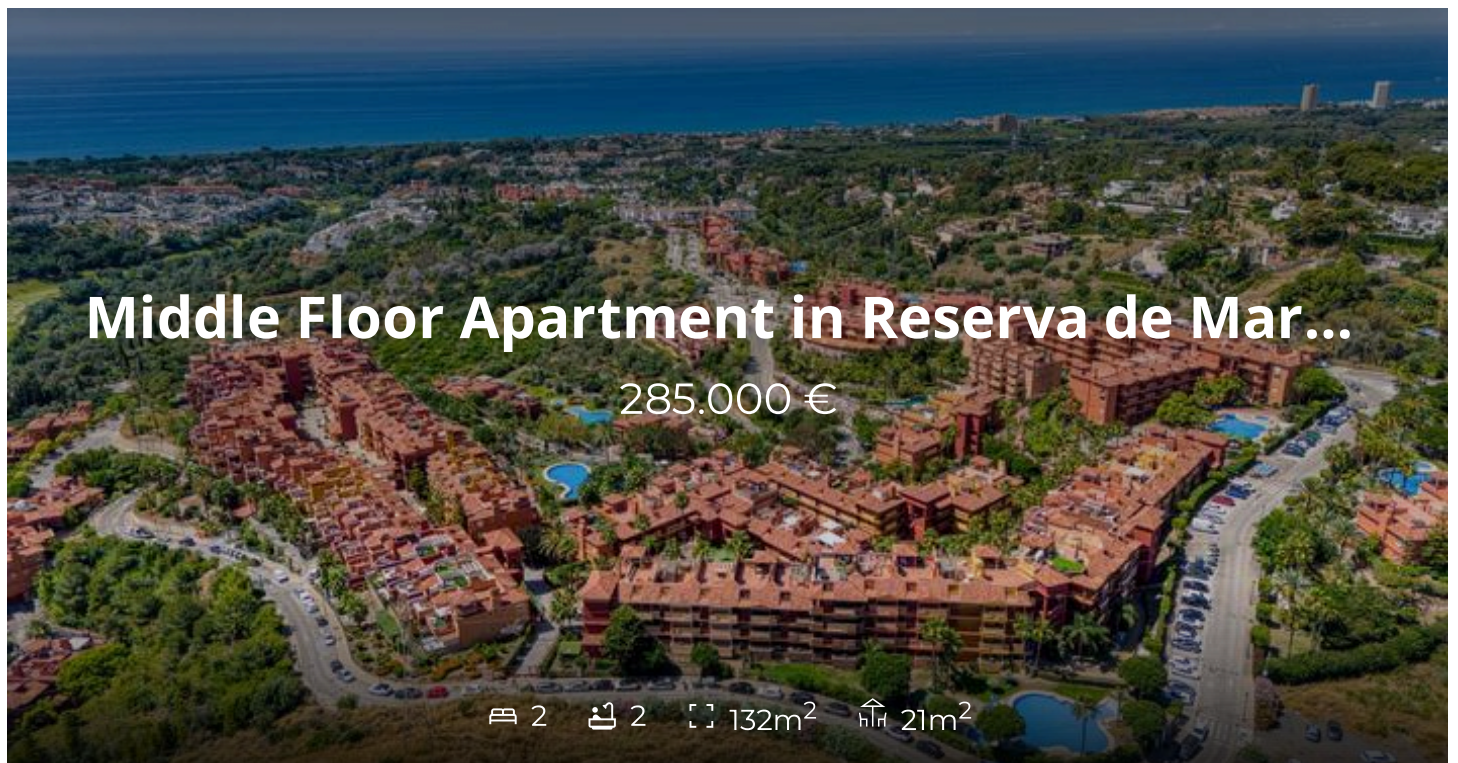 Middle Floor Apartment in Reserva de Mar...
285.000 €
2 2 132m² 21m²